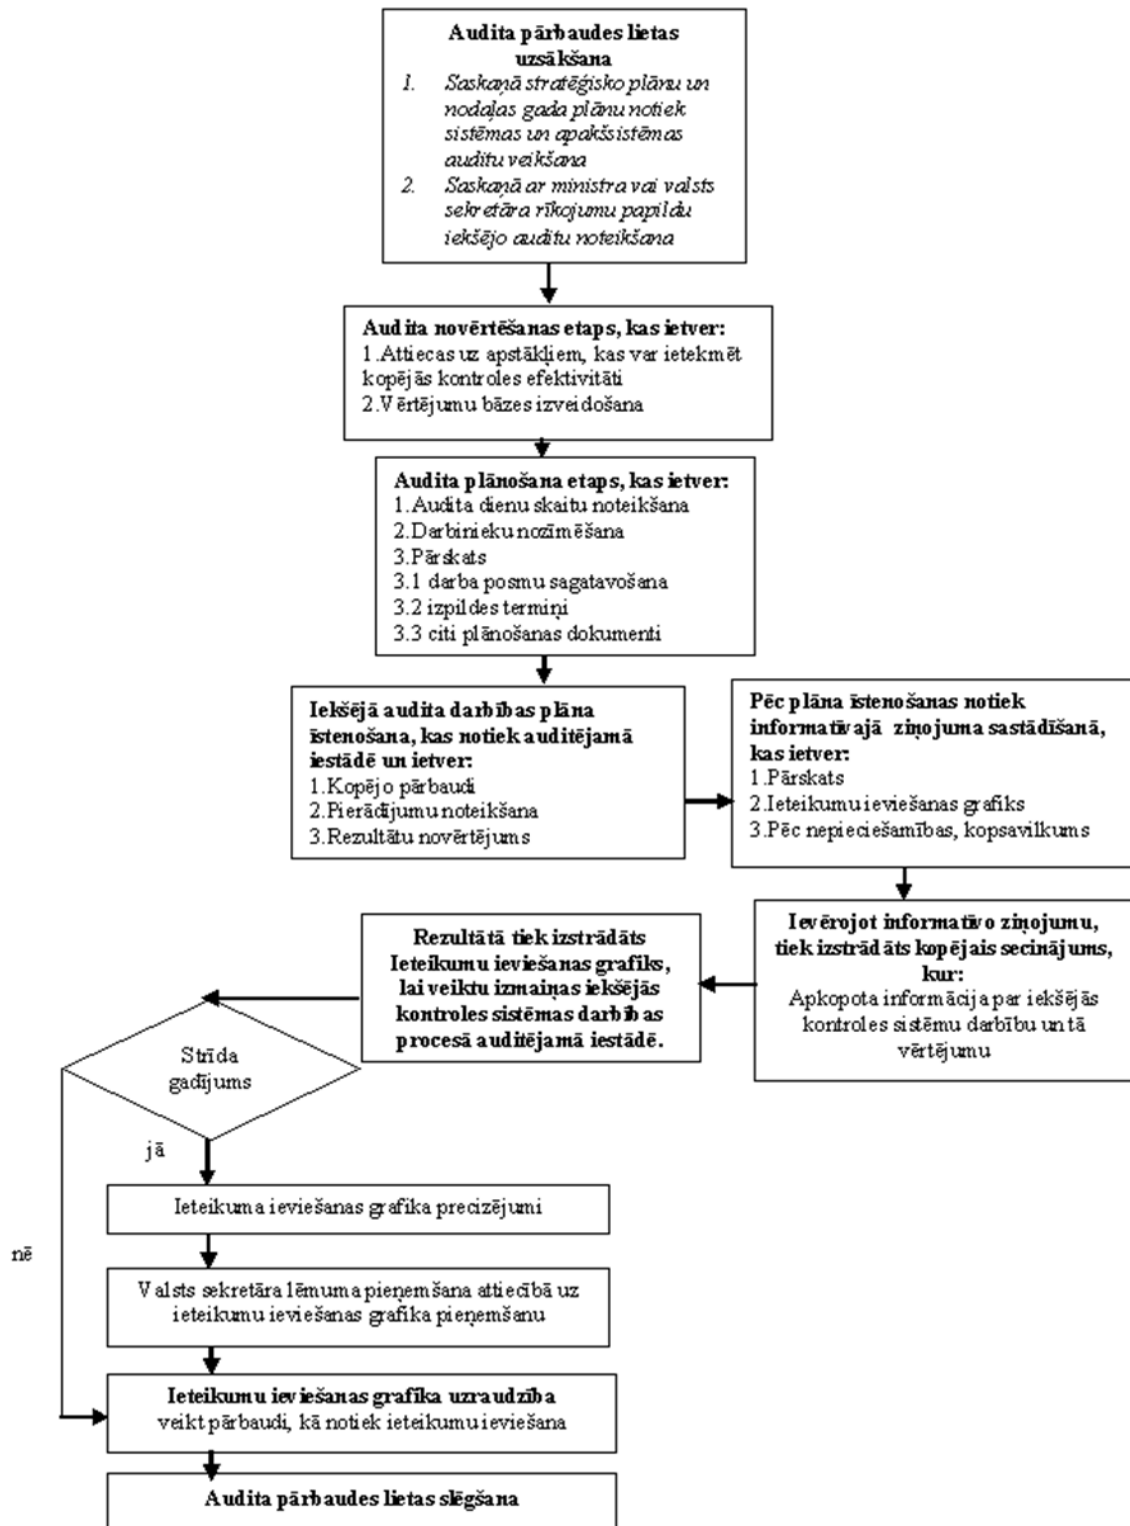 Audita pārbaudes lietas
uzsākšana
1. Saskaņā stratēģisko plānu un
nodaļas gada plānu notiek
sistēmas un apakšsistēmas
auditu veikšana
2. Saskaņā ar ministra vai valsts
sekretāra rīkojumu papildu
iekšējo auditu noteikšana
Audita novērtēšanas etaps, kas ietver:
1.Attiecas uz apstākļiem, kas var ietekmēt
kopējās kontroles efektivitāti
2.Vērtējumu bāzes izveidošana
Audita plānošana etaps, kas ietver:
1.Audita dienu skaitu noteikšana
2.Darbinieku nozīmēšana
3.Pārskats
3.1 darba posmu sagatavošana
3.2 izpildes termiņi
3.3 citi plānošanas dokumenti
Iekšējā audita darbības plāna
īstenošana, kas notiek auditējamā
iestādē un ietver:
1.Kopējo pārbaudi
2.Pierādījumu noteikšana
3.Rezultātu novērtējums
Pēc plāna īstenošanas notiek
informatīvajā ziņojuma sastādīšanā,
kas ietver:
1.Pārskats
2.Ieteikumu ieviešanas grafiks
3.Pēc nepieciešamības, kopsavilkums
Ievērojot informatīvo ziņojumu,
tiek izstrādāts kopējais secinājums,
kur:
Apkopota informācija par iekšējās
kontroles sistēmu darbību un tā
vērtējumu
Rezultātā tiek izstrādāts
Ieteikumu ieviešanas grafiks,
lai veiktu izmaiņas iekšējās
kontroles sistēmas darbības
procesā auditējamā iestādē.
Strīda
gadījums
jā
Ieteikuma ieviešanas grafika precizējumi
nē
Valsts sekretāra lēmuma pieņemšana attiecībā uz
ieteikumu ieviešanas grafika pieņemšanu
Ieteikumu ieviešanas grafika uzraudzība
veikt pārbaudi, kā notiek ieteikumu ieviešana
Audita pārbaudes lietas slēgšana